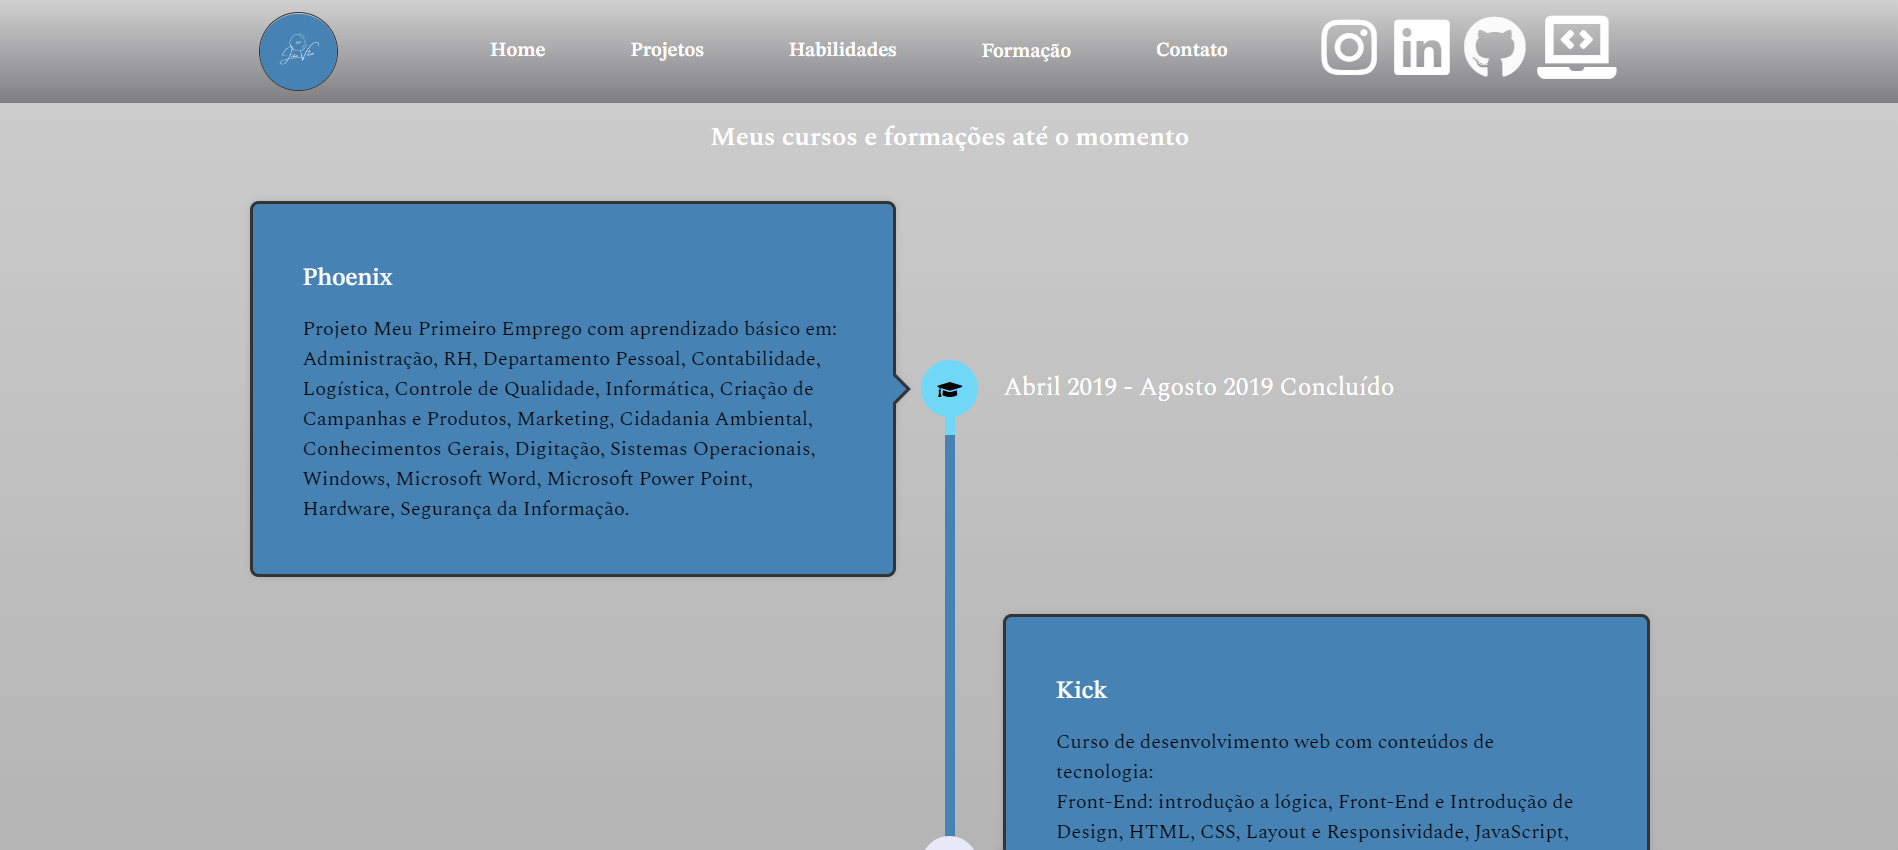 Home
Projetos
Habilidades
Formação
Contato
Meus cursos e formações até o momento
Phoenix
Projeto Meu Primeiro Emprego com aprendizado básico em:
Administração, RH, Departamento Pessoal, Contabilidade,
Logística, Controle de Qualidade, Informática, Criação de
Campanhas e Produtos, Marketing, Cidadania Ambiental,
Conhecimentos Gerais, Digitação, Sistemas Operacionais,
Windows, Microsoft Word, Microsoft Power Point,
Hardware, Segurança da Informação.
Abril 2019 - Agosto 2019 Concluído
Kick
Curso de desenvolvimento web com conteúdos de
tecnologia:
Front-End: introdução a lógica, Front-End e Introdução de
Design, HTML, CSS, Layout e Responsividade, JavaScript,